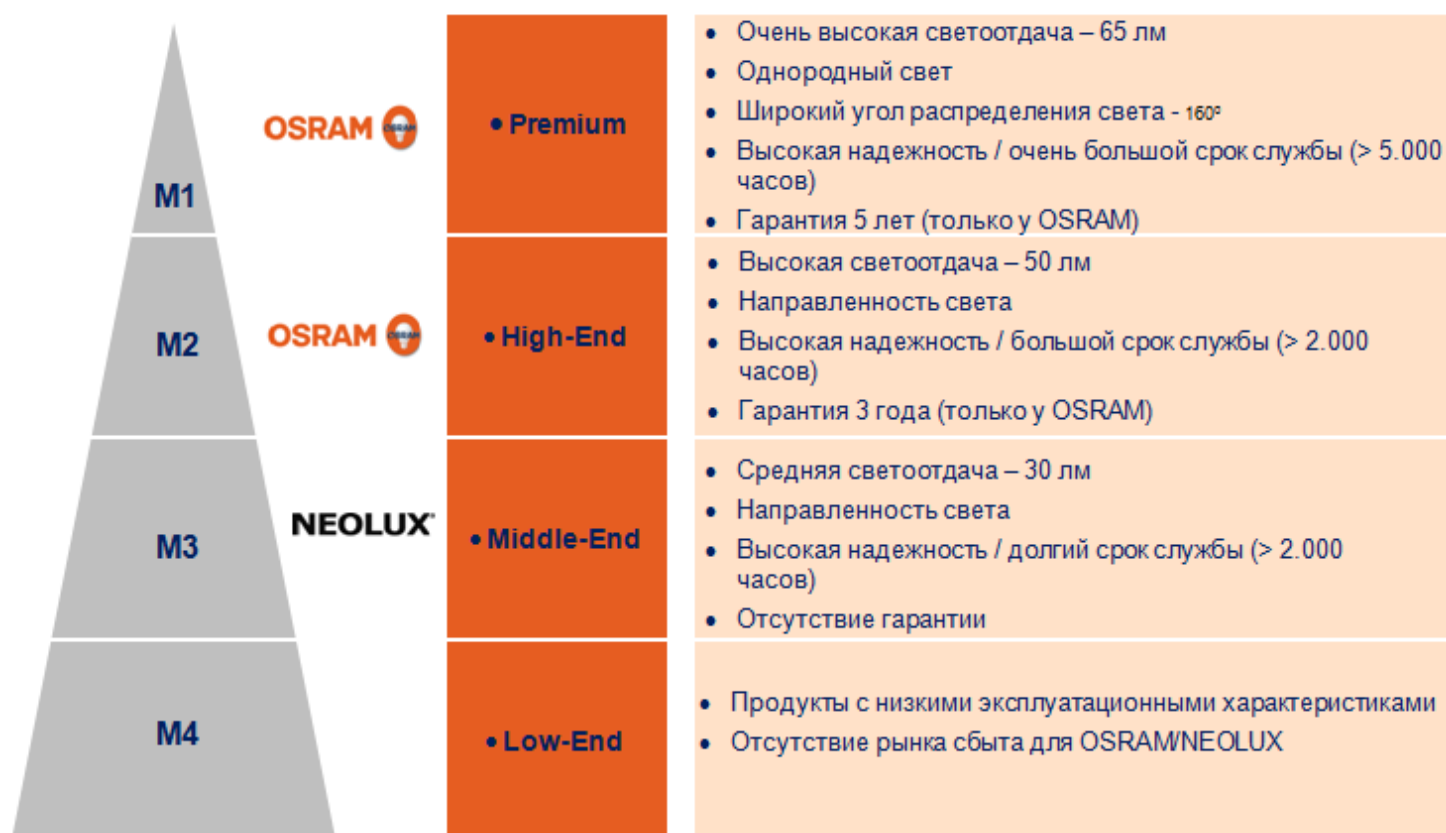 M1
OSRAM OSRAM
• Premium
• Очень высокая светоотдача – 65 лм
• Однородный свет
• Широкий угол распределения света - 160º
• Высокая надежность / очень большой срок службы (> 5.000
часов)
• Гарантия 5 лет (только у OSRAM)
M2
OSRAM OSRAM
• High-End
• Высокая светоотдача – 50 лм
• Направленность света
• Высокая надежность / большой срок службы (> 2.000
часов)
• Гарантия 3 года (только у OSRAM)
M3
NEOLUX®
• Middle-End
• Средняя светоотдача – 30 лм
• Направленность света
• Высокая надежность / долгий срок службы (> 2.000
часов)
• Отсутствие гарантии
M4
• Low-End
• Продукты с низкими эксплуатационными характеристиками
• Отсутствие рынка сбыта для OSRAM/NEOLUX